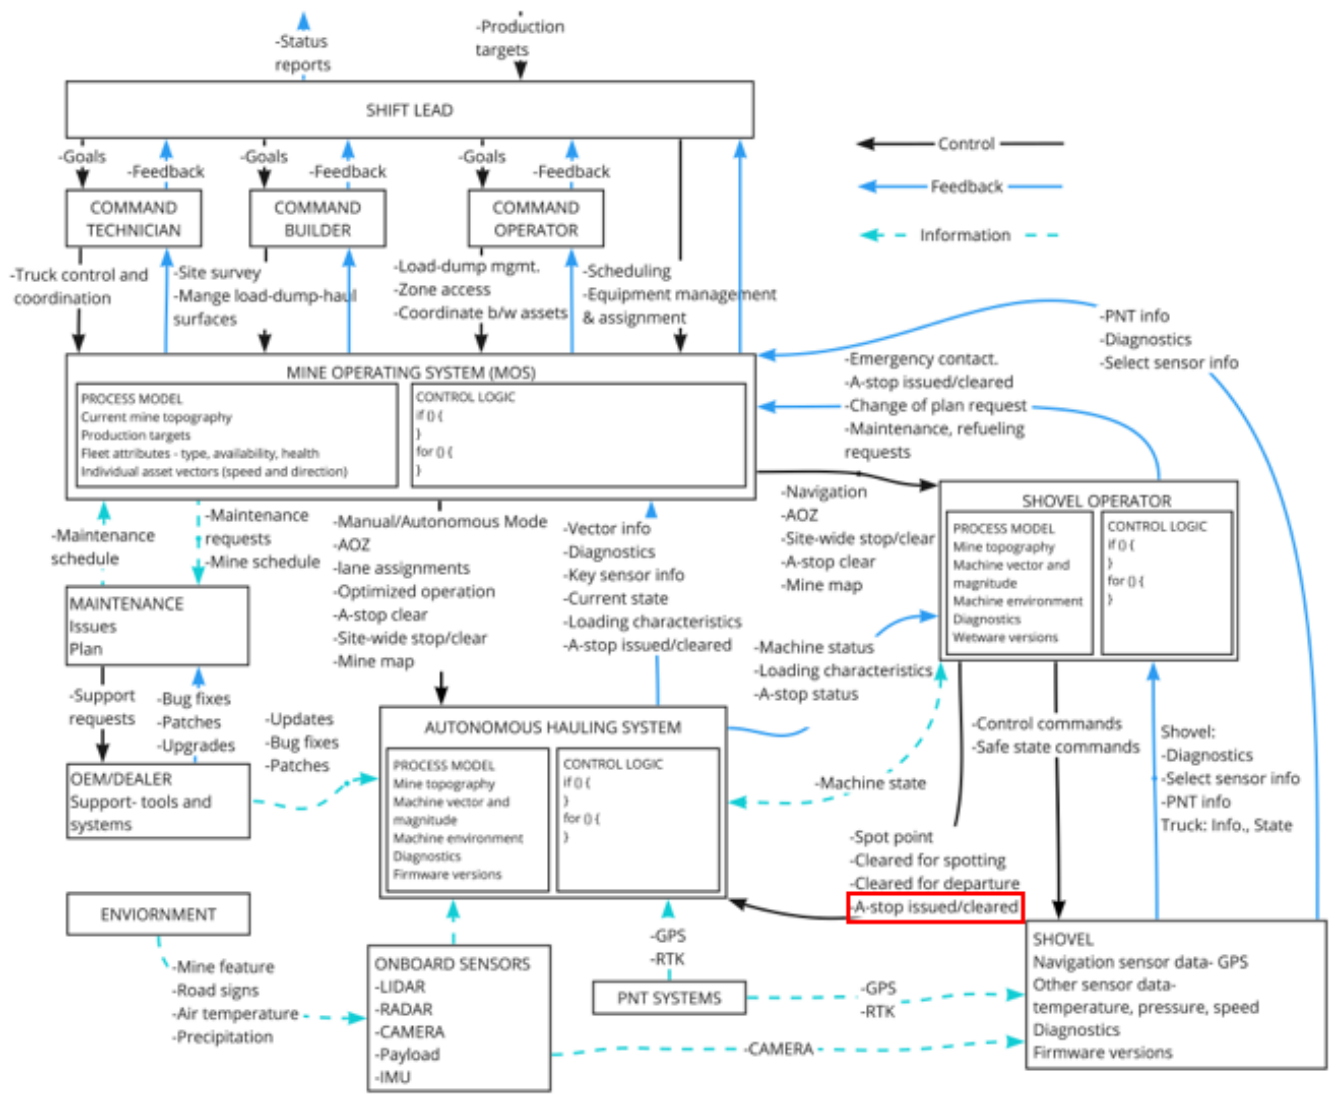 -Status
reports
-Production
targets
SHIFT LEAD
-Goals
-Feedback
-Goals
-Feedback
-Goals
-Feedback
Control
Feedback
Information
COMMAND
TECHNICIAN
COMMAND
BUILDER
COMMAND
OPERATOR
-Truck control and
coordination
-Site survey
-Mange load-dump-haul
surfaces
-Load-dump mgmt.
-Zone access
-Coordinate b/w assets
-Scheduling
-Equipment management
& assignment
-PNT info
-Diagnostics
-Select sensor info
MINE OPERATING SYSTEM (MOS)
PROCESS MODEL
Current mine topography
Production targets
Fleet attributes - type, availability, health
Individual asset vectors (speed and direction)
CONTROL LOGIC
if () {
}
for () {
}
-Emergency contact.
-A-stop issued/cleared
-Change of plan request
-Maintenance, refueling
requests
-Navigation
-AOZ
-Site-wide stop/clear
-A-stop clear
-Mine map
SHOVEL OPERATOR
PROCESS MODEL
Mine topography
Machine vector and
magnitude
Machine environment
Diagnostics
Wetware versions
CONTROL LOGIC
if () {
}
for () {
}
-Maintenance
schedule
-Maintenance
requests
-Mine schedule
-Manual/Autonomous Mode
-AOZ
-lane assignments
-Optimized operation
-A-stop clear
-Site-wide stop/clear
-Mine map
-Vector info
-Diagnostics
-Key sensor info
-Current state
-Loading characteristics
-A-stop issued/cleared
MAINTENANCE
Issues
Plan
-Machine status
-Loading characteristics
-A-stop status
-Support
requests
-Bug fixes
-Patches
-Upgrades
-Updates
-Bug fixes
-Patches
OEM/DEALER
Support- tools and
systems
AUTONOMOUS HAULING SYSTEM
PROCESS MODEL
Mine topography
Machine vector and
magnitude
Machine environment
Diagnostics
Firmware versions
CONTROL LOGIC
if () {
}
for () {
}
-Machine state
-Control commands
-Safe state commands
Shovel:
-Diagnostics
-Select sensor info
-PNT info
Truck: Info., State
-Spot point
-Cleared for spotting
-Cleared for departure
-A-stop issued/cleared
ENVIORNMENT
-Mine feature
-Road signs
-Air temperature
-Precipitation
ONBOARD SENSORS
-LIDAR
-RADAR
-CAMERA
-Payload
-IMU
-GPS
-RTK
PNT SYSTEMS
-GPS
-RTK
-CAMERA
SHOVEL
Navigation sensor data- GPS
Other sensor data-
temperature, pressure, speed
Diagnostics
Firmware versions